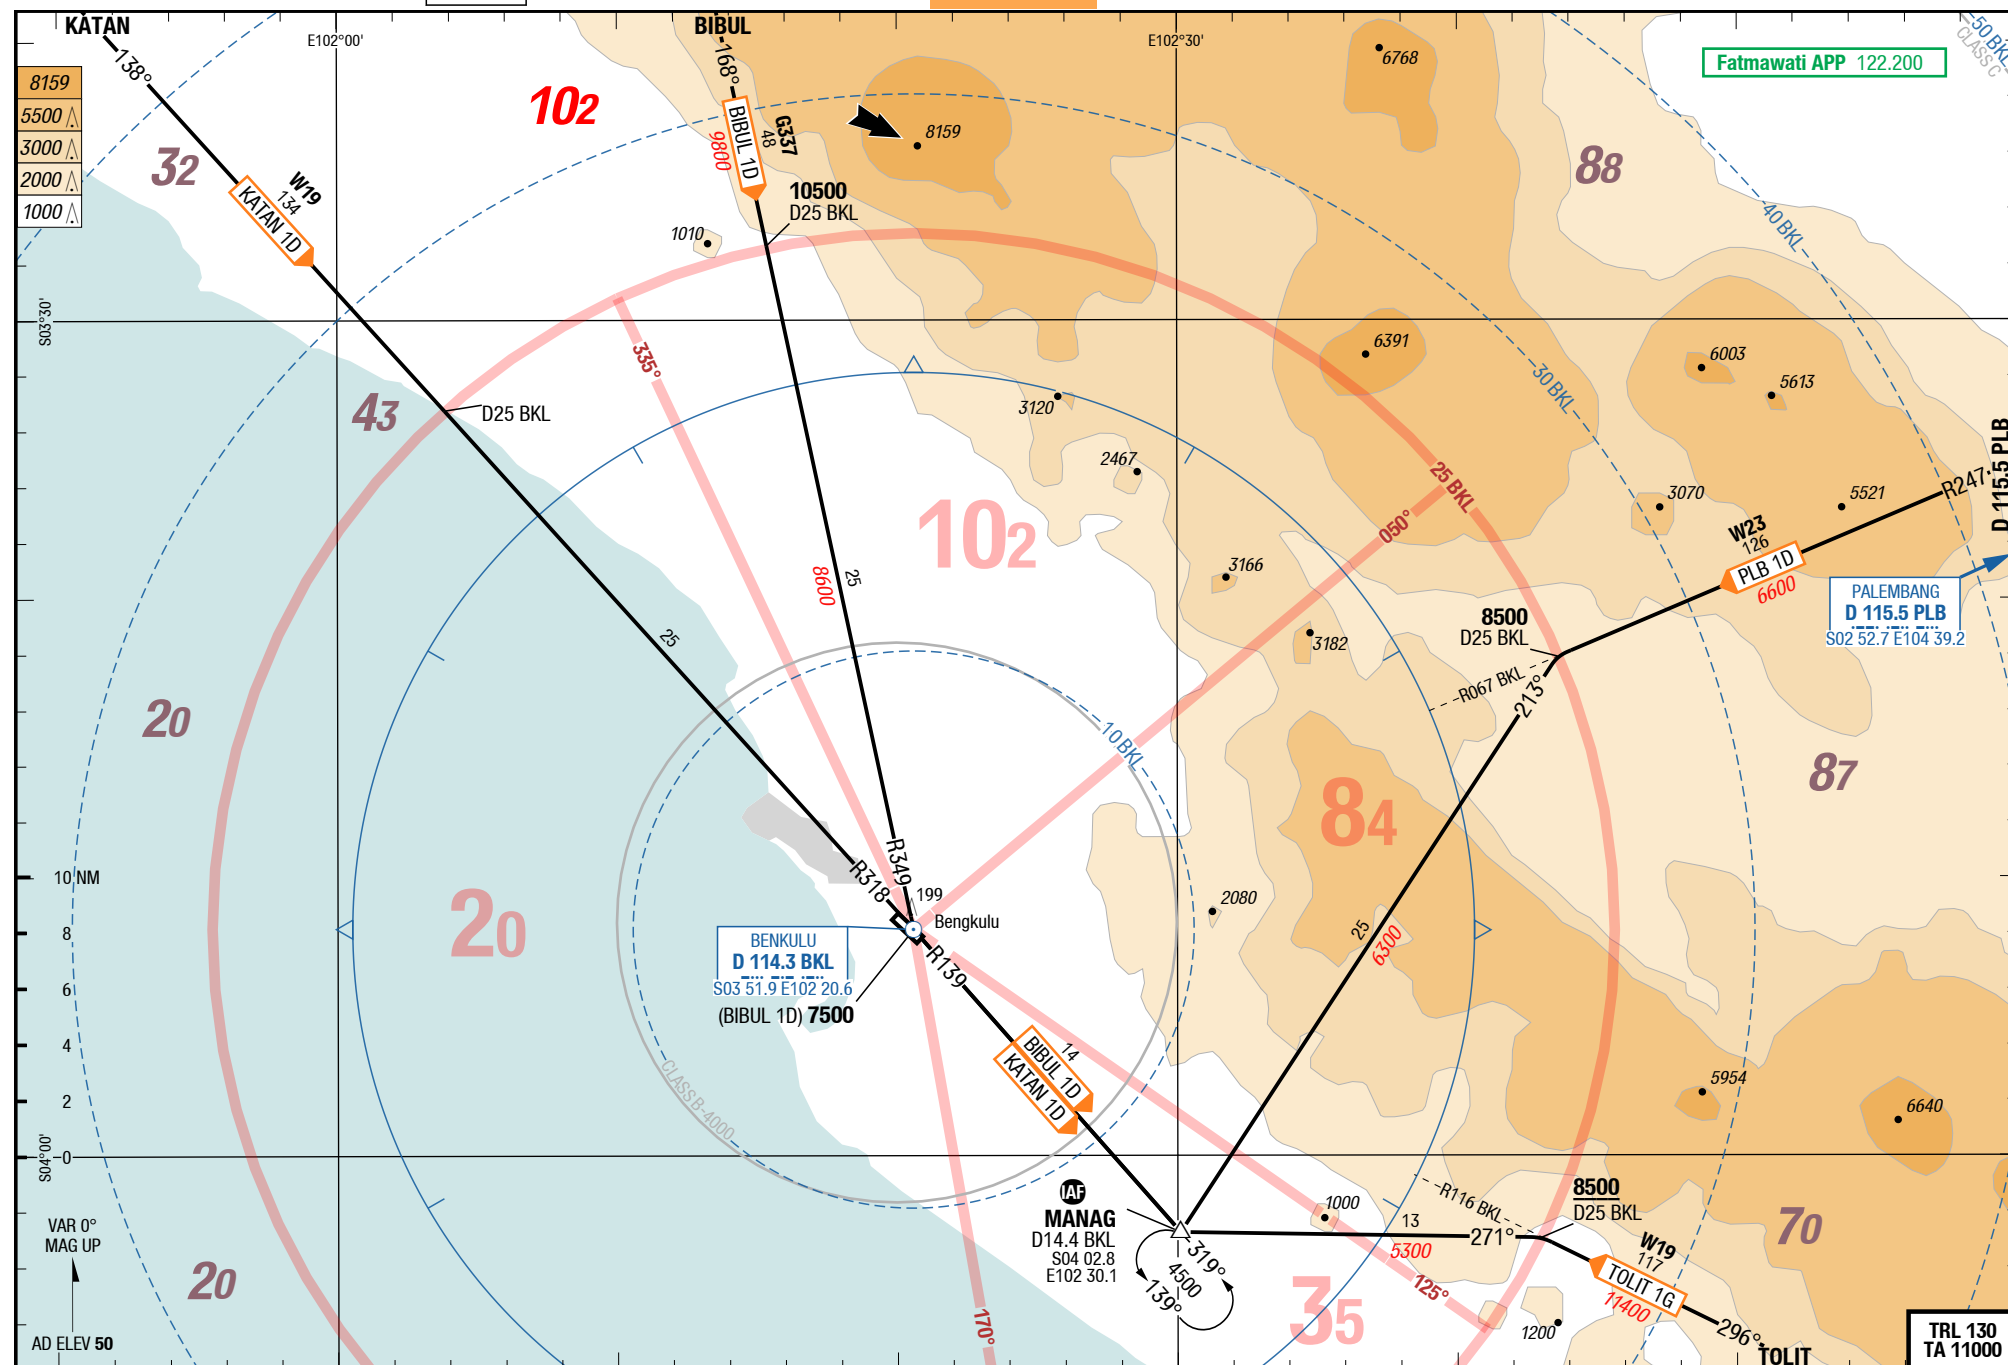 KATAN
E102°00'
BIBUL
E102°30'
50 BKL
CLASS C
Fatmawati APP 122.200
138°
168°
6768
8159
5500
3000
2000
1000
102
32
88
G337
48
BIBUL 1D
9800
8159
W19
134
KATAN 1D
10500
D25 BKL
1010
40 BKL
S03°30'
335°
6391
6003
5613
30 BKL
43
D25 BKL
3120
2467
25 BKL
3070
5521
R247°
D 115.5 PLB
050°
W23
126
PLB 1D
6600
102
3166
8600
25
25
3182
8500
D25 BKL
PALEMBANG
D 115.5 PLB
S02 52.7 E104 39.2
R067 BKL
213°
20
10 BKL
87
84
R349
R318
10 NM
8
6
4
2
0
20
199
Bengkulu
2080
25
6300
BENKULU
D 114.3 BKL
S03 51.9 E102 20.6
(BIBUL 1D) 7500
R139
BIBUL 1D
KATAN 1D
14
CLASS B-4000
5954
6640
S04°00'
IAF
MANAG
D14.4 BKL
S04 02.8
E102 30.1
1000
R116 BKL
8500
D25 BKL
13
271°
5300
70
VAR 0°
MAG UP
20
319°
4500
139°
W19
117
TOLIT 1G
11400
125°
35
170°
1200
296°
TOLIT
AD ELEV 50
TRL 130
TA 11000